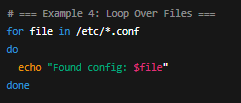 # === Example 4: Loop Over Files ===
for file in /etc/*.conf
do
  echo "Found config: $file"
done